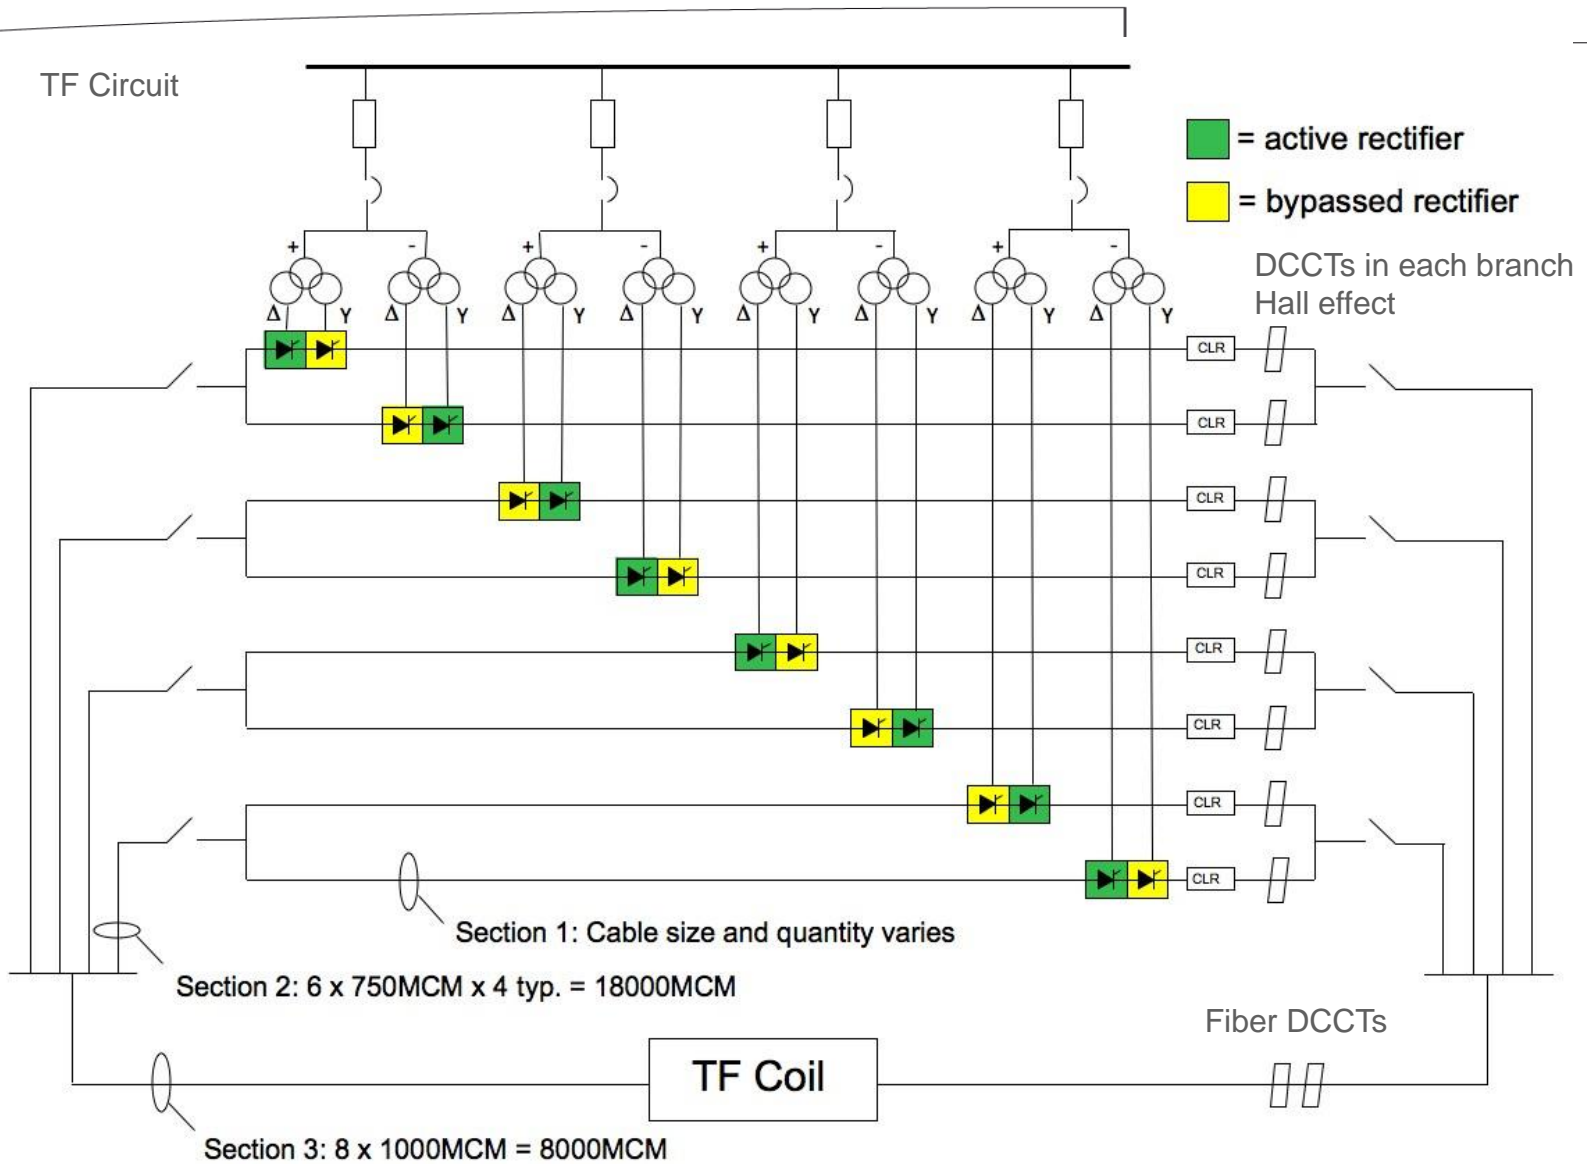 TF Circuit
= active rectifier
= bypassed rectifier
DCCTs in each branch
Hall effect
+ - + - + - + -
Δ Y Δ Y Δ Y Δ Y Δ Y Δ Y Δ Y Δ Y
CLR
CLR
CLR
CLR
CLR
CLR
CLR
CLR
Section 1: Cable size and quantity varies
Section 2: 6 x 750MCM x 4 typ. = 18000MCM
Fiber DCCTs
TF Coil
Section 3: 8 x 1000MCM = 8000MCM